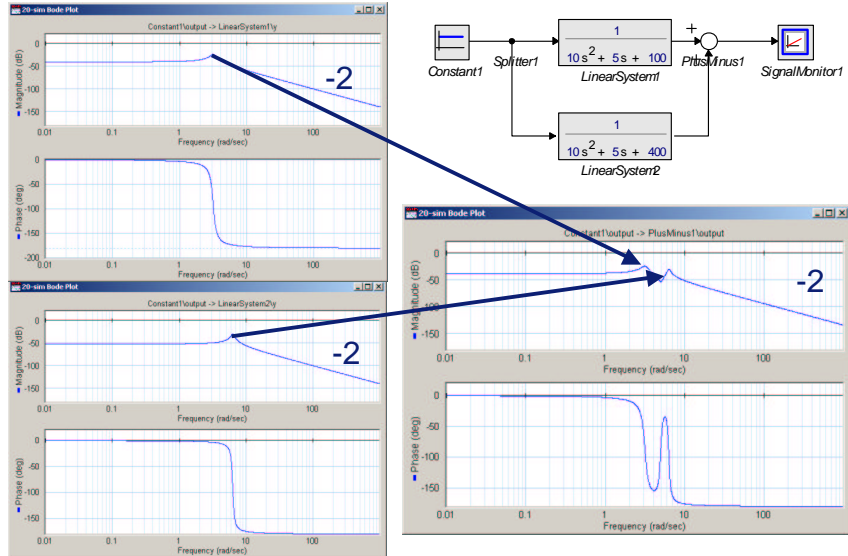 20-sim Bode Plot
Constant1\output -> LinearSystem1\y
Magnitude (dB)
0
-50
-100
-150
-2
0.01 0.1 1 10 100
Frequency (rad/sec)
Phase (deg)
0
-50
-100
-150
-200
0.01 0.1 1 10 100
Frequency (rad/sec)
20-sim Bode Plot
Constant1\output -> LinearSystem2\y
Magnitude (dB)
0
-50
-100
-150
-2
0.01 0.1 1 10 100
Frequency (rad/sec)
Phase (deg)
0
-50
-100
-150
0.01 0.1 1 10 100
Frequency (rad/sec)
Constant1
Splitter1
1
10 s² + 5 s + 100
LinearSystem1
+
+
PlusMinus1
SignalMonitor1
1
10 s² + 5 s + 400
LinearSystem2
20-sim Bode Plot
Constant1\output -> PlusMinus1\output
Magnitude (dB)
0
-50
-100
-150
-2
0.01 0.1 1 10 100
Frequency (rad/sec)
Phase (deg)
0
-50
-100
-150
0.01 0.1 1 10 100
Frequency (rad/sec)